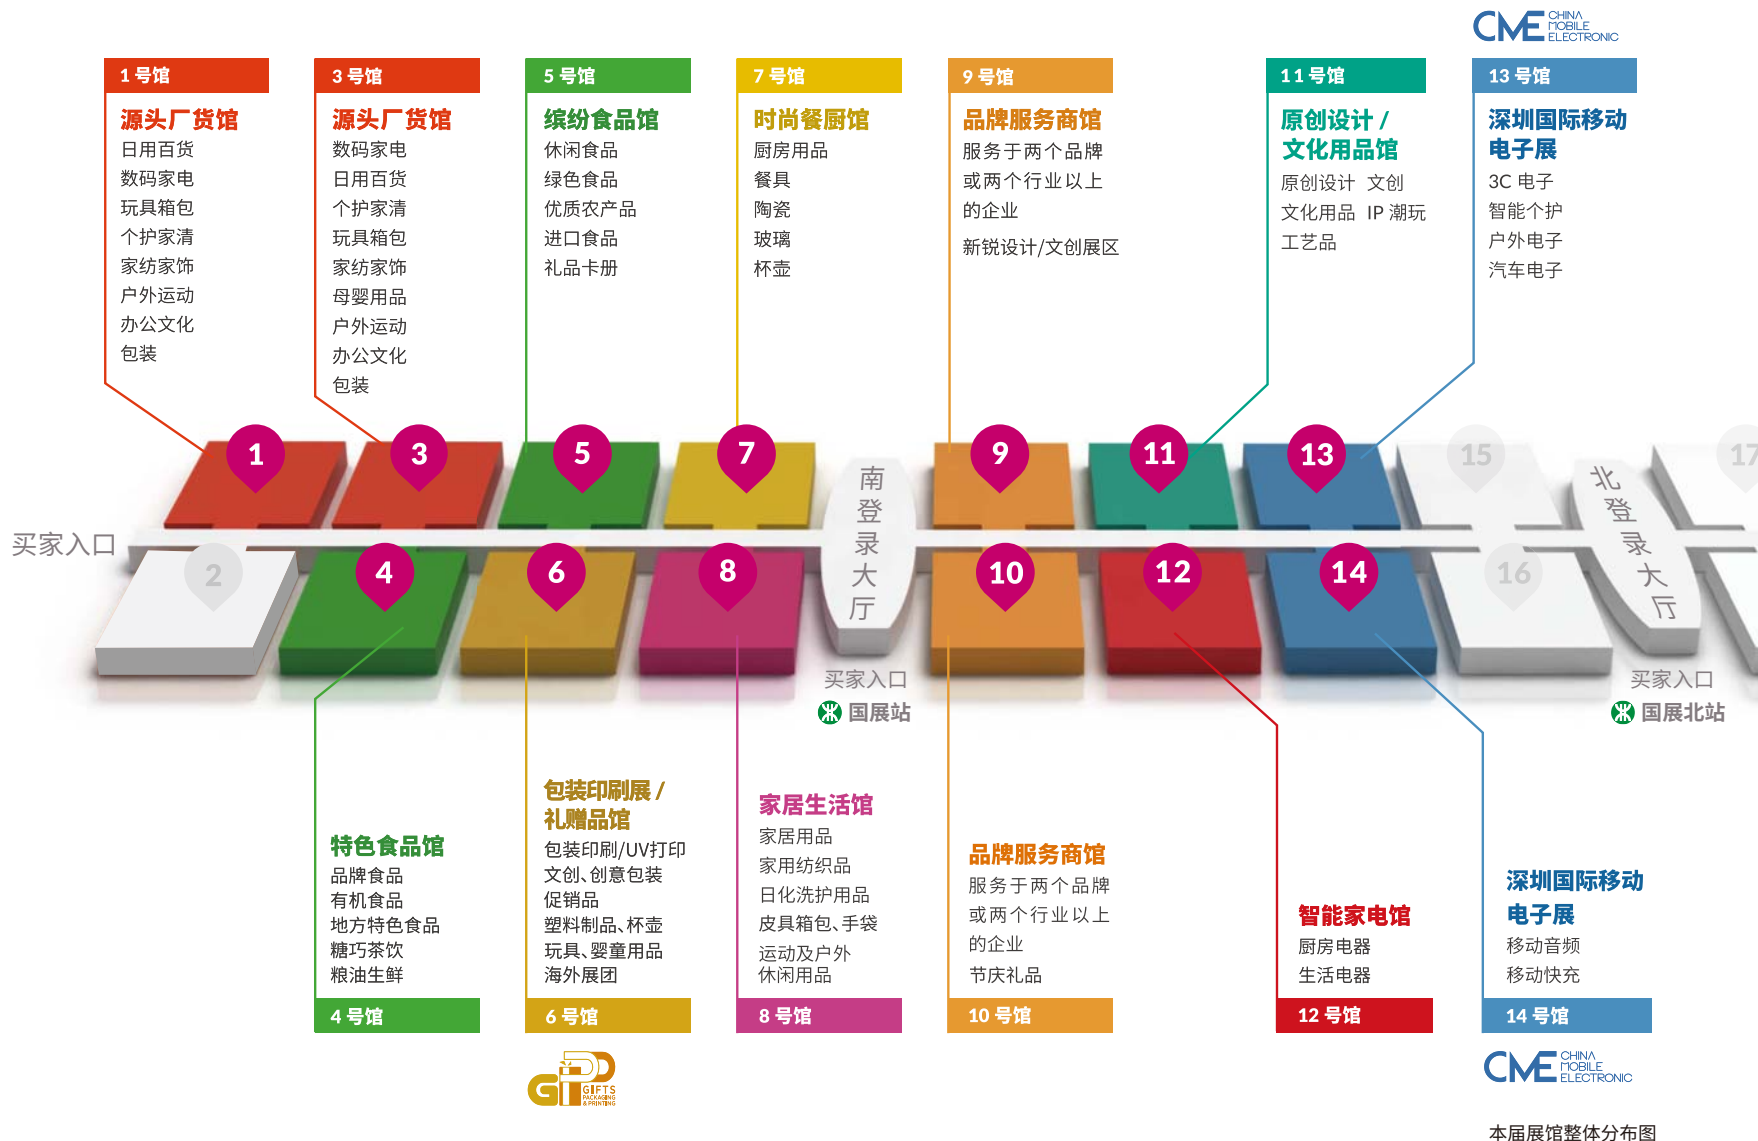 CME CHINA
MOBILE
ELECTRONIC
1 号馆
源头厂货馆
日用百货
数码家电
玩具箱包
个护家清
家纺家饰
户外运动
办公文化
包装
3 号馆
源头厂货馆
数码家电
日用百货
个护家清
玩具箱包
家纺家饰
母婴用品
户外运动
办公文化
包装
5 号馆
缤纷食品馆
休闲食品
绿色食品
优质农产品
进口食品
礼品卡册
7 号馆
时尚餐厨馆
厨房用品
餐具
陶瓷
玻璃
杯壶
9 号馆
品牌服务商馆
服务于两个品牌
或两个行业以上
的企业
新锐设计/文创展区
11 号馆
原创设计 /
文化用品馆
原创设计 文创
文化用品 IP 潮玩
工艺品
13 号馆
深圳国际移动
电子展
3C 电子
智能个护
户外电子
汽车电子
1
3
5
7
9
11
13
15
17
南登录大厅
北登录大厅
买家入口
2
4
6
8
10
12
14
16
买家入口
国展站
买家入口
国展北站
特色食品馆
品牌食品
有机食品
地方特色食品
糖巧茶饮
粮油生鲜
4 号馆
包装印刷展 /
礼赠品馆
包装印刷/UV打印
文创、创意包装
促销品
塑料制品、杯壶
玩具、婴童用品
海外展团
6 号馆
家居生活馆
家居用品
家用纺织品
日化洗护用品
皮具箱包、手袋
运动及户外
休闲用品
8 号馆
品牌服务商馆
服务于两个品牌
或两个行业以上
的企业
节庆礼品
10 号馆
智能家电馆
厨房电器
生活电器
12 号馆
深圳国际移动
电子展
移动音频
移动快充
14 号馆
GPP
GIFTS
PACKAGING
& PRINTING
CME CHINA
MOBILE
ELECTRONIC
本届展馆整体分布图